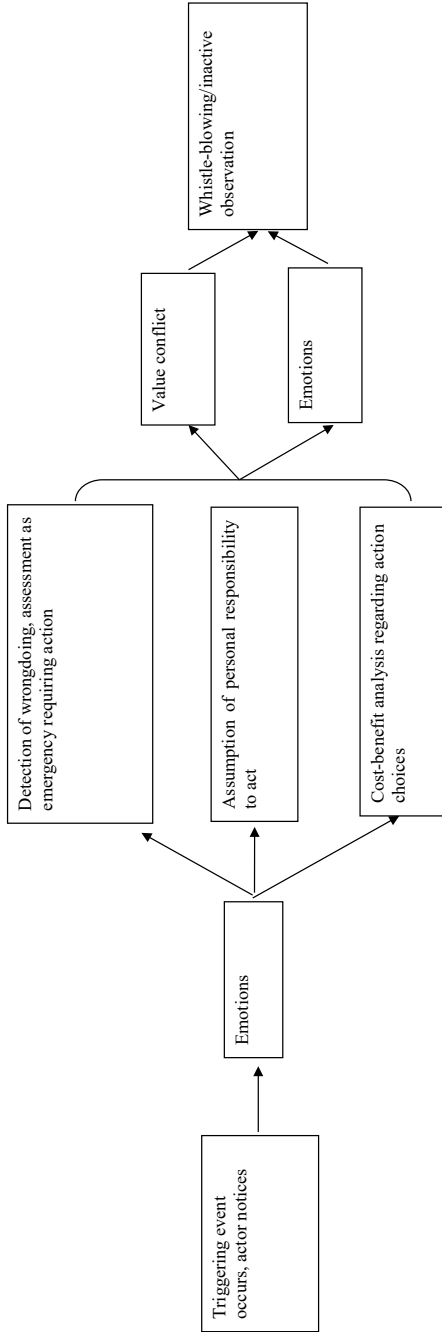 Triggering event
occurs, actor notices
Emotions
Detection of wrongdoing, assessment as
emergency requiring action
Assumption of personal responsibility
to act
Cost-benefit analysis regarding action
choices
Value conflict
Emotions
Whistle-blowing/inactive
observation